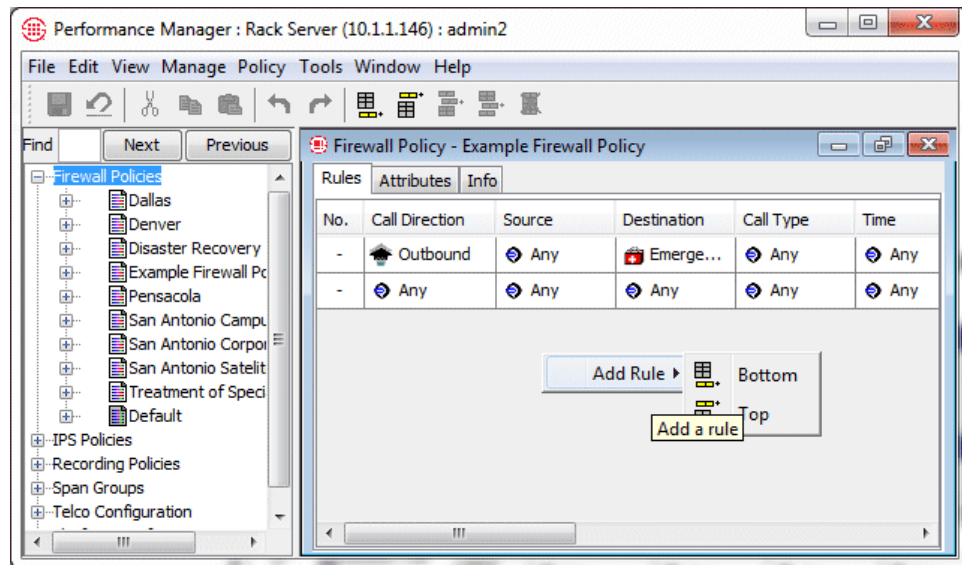 Performance Manager : Rack Server (10.1.1.146) : admin2
File Edit View Manage Policy Tools Window Help
Find Next Previous
Firewall Policies
Dallas
Denver
Disaster Recovery
Example Firewall Pc
Pensacola
San Antonio Campu
San Antonio Corpor
San Antonio Satelit
Treatment of Speci
Default
IPS Policies
Recording Policies
Span Groups
Telco Configuration
Firewall Policy - Example Firewall Policy
Rules Attributes Info
No. Call Direction Source Destination Call Type Time
- Outbound Any Emerge... Any Any
- Any Any Any Any Any
Add Rule Bottom
Top
Add a rule